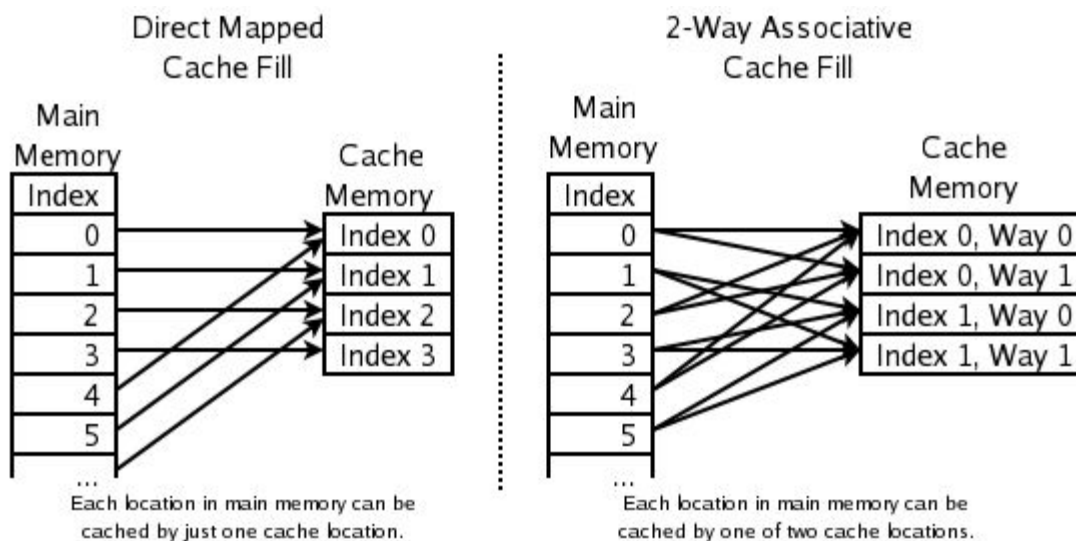 Direct Mapped
Cache Fill
Main
Memory
Index
0
1
2
3
4
5
...
Cache
Memory
Index 0
Index 1
Index 2
Index 3
Each location in main memory can be
cached by just one cache location.
2-Way Associative
Cache Fill
Main
Memory
Index
0
1
2
3
4
5
...
Cache
Memory
Index 0, Way 0
Index 0, Way 1
Index 1, Way 0
Index 1, Way 1
Each location in main memory can be
cached by one of two cache locations.